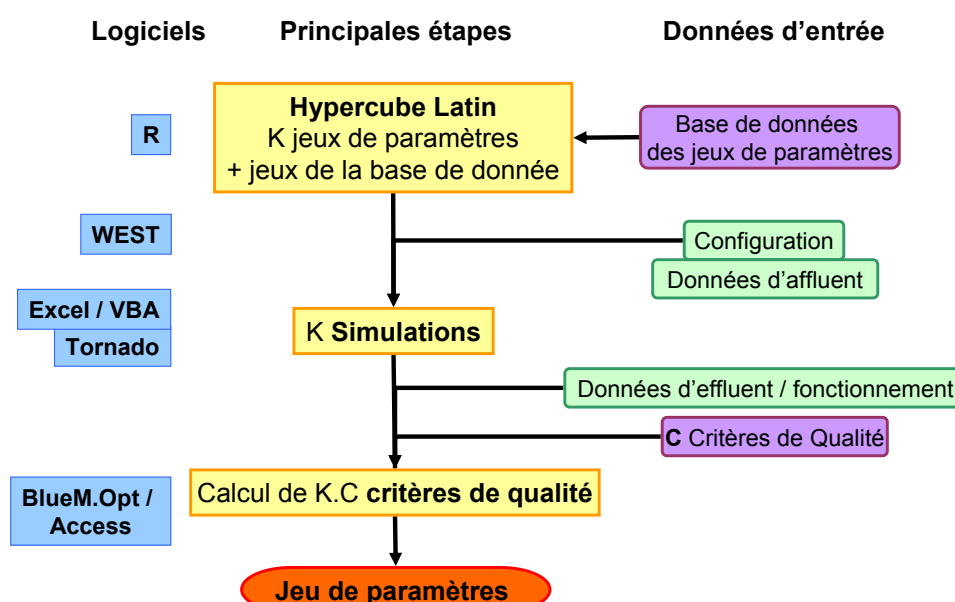 Logiciels
Principales étapes
Données d'entrée
R
Hypercube Latin
K jeux de paramètres
+ jeux de la base de donnée
Base de données
des jeux de paramètres
WEST
Configuration
Données d'affluent
Excel / VBA
Tornado
K Simulations
Données d'effluent / fonctionnement
C Critères de Qualité
BlueM.Opt /
Access
Calcul de K.C critères de qualité
Jeu de paramètres